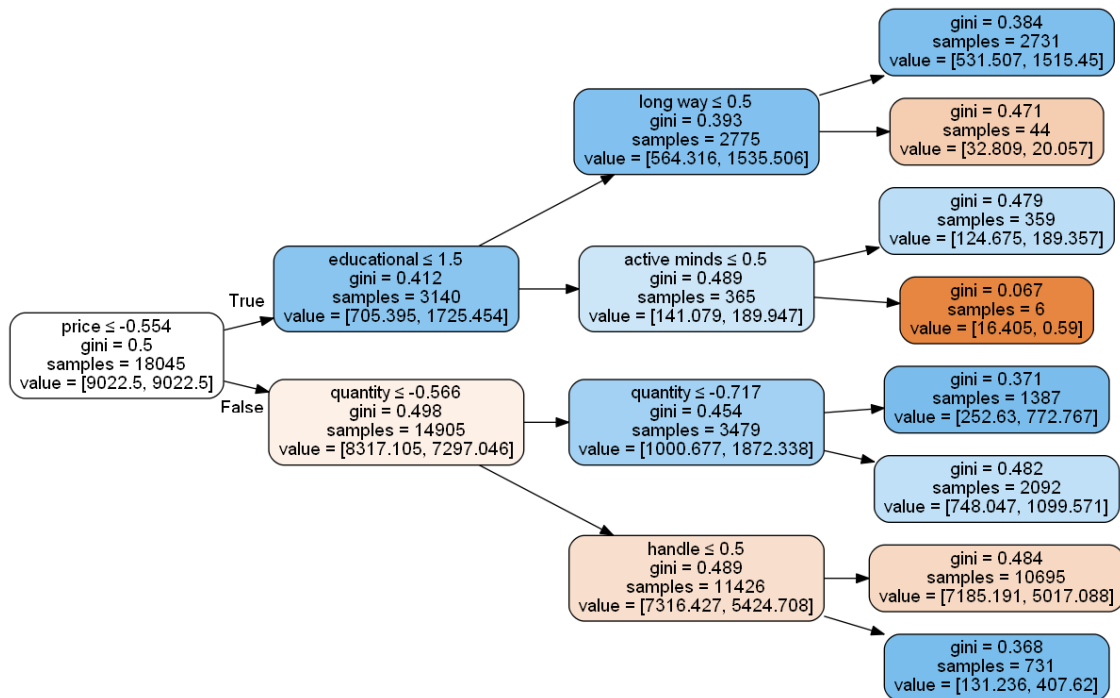 price ≤ -0.554
gini = 0.5
samples = 18045
value = [9022.5, 9022.5]
True
False
educational ≤ 1.5
gini = 0.412
samples = 3140
value = [705.395, 1725.454]
quantity ≤ -0.566
gini = 0.498
samples = 14905
value = [8317.105, 7297.046]
long way ≤ 0.5
gini = 0.393
samples = 2775
value = [564.316, 1535.506]
active minds ≤ 0.5
gini = 0.489
samples = 365
value = [141.079, 189.947]
quantity ≤ -0.717
gini = 0.454
samples = 3479
value = [1000.677, 1872.338]
handle ≤ 0.5
gini = 0.489
samples = 11426
value = [7316.427, 5424.708]
gini = 0.384
samples = 2731
value = [531.507, 1515.45]
gini = 0.471
samples = 44
value = [32.809, 20.057]
gini = 0.479
samples = 359
value = [124.675, 189.357]
gini = 0.067
samples = 6
value = [16.405, 0.59]
gini = 0.371
samples = 1387
value = [252.63, 772.767]
gini = 0.482
samples = 2092
value = [748.047, 1099.571]
gini = 0.484
samples = 10695
value = [7185.191, 5017.088]
gini = 0.368
samples = 731
value = [131.236, 407.62]